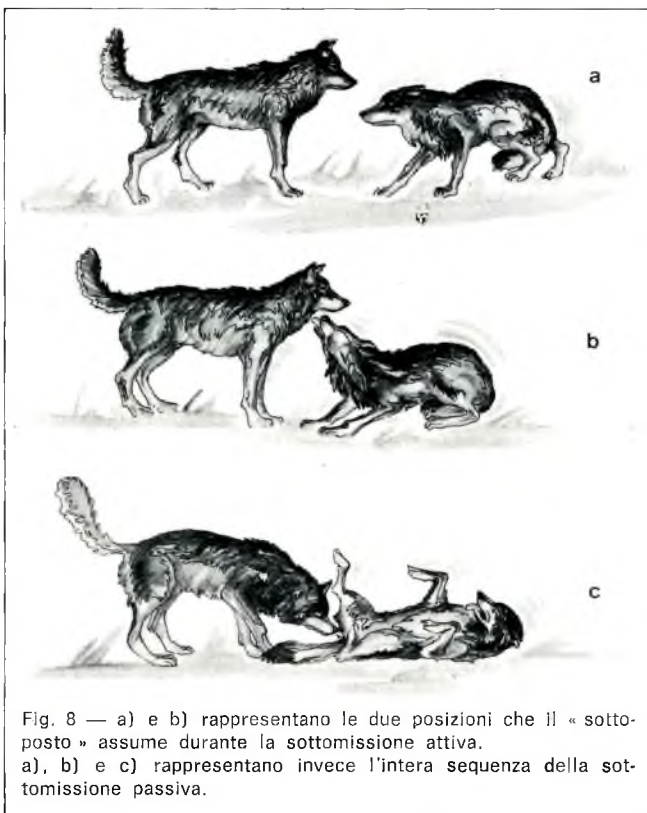 a
b
c
Fig. 8 — a) e b) rappresentano le due posizioni che il « sotto-
posto » assume durante la sottomissione attiva.
a), b) e c) rappresentano invece l'intera sequenza della sot-
tomissione passiva.